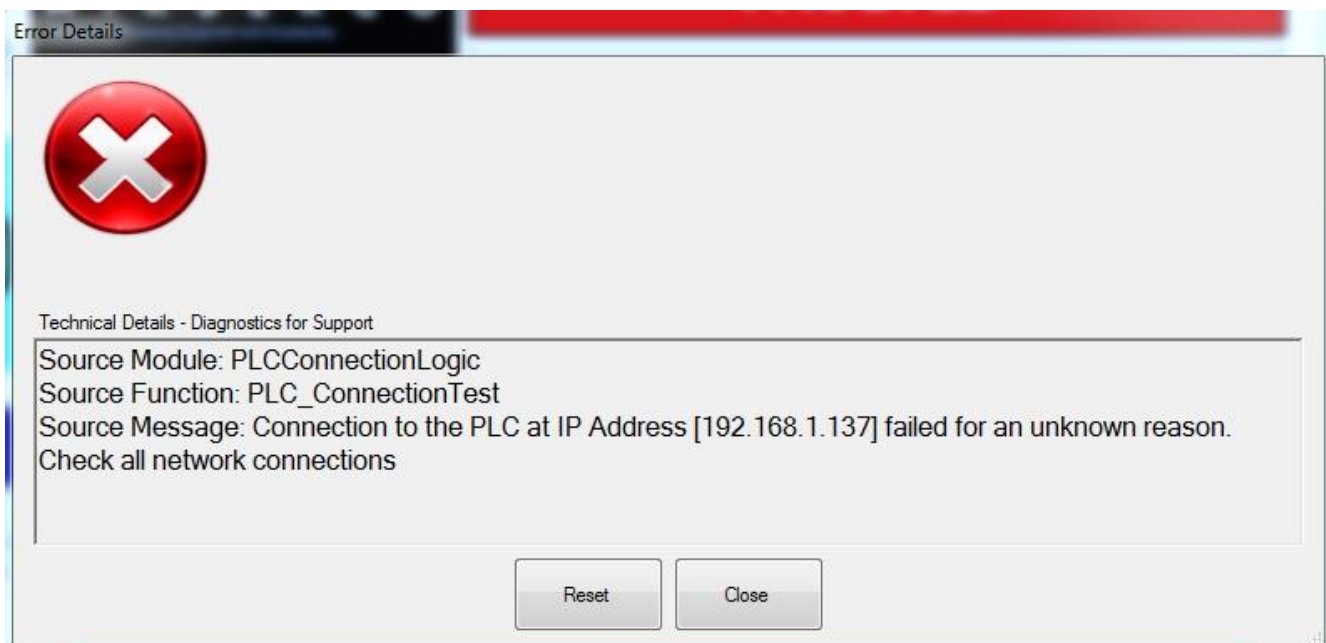 Error Details
Technical Details - Diagnostics for Support
Source Module: PLCConnectionLogic
Source Function: PLC_ConnectionTest
Source Message: Connection to the PLC at IP Address [192.168.1.137] failed for an unknown reason.
Check all network connections
Reset
Close